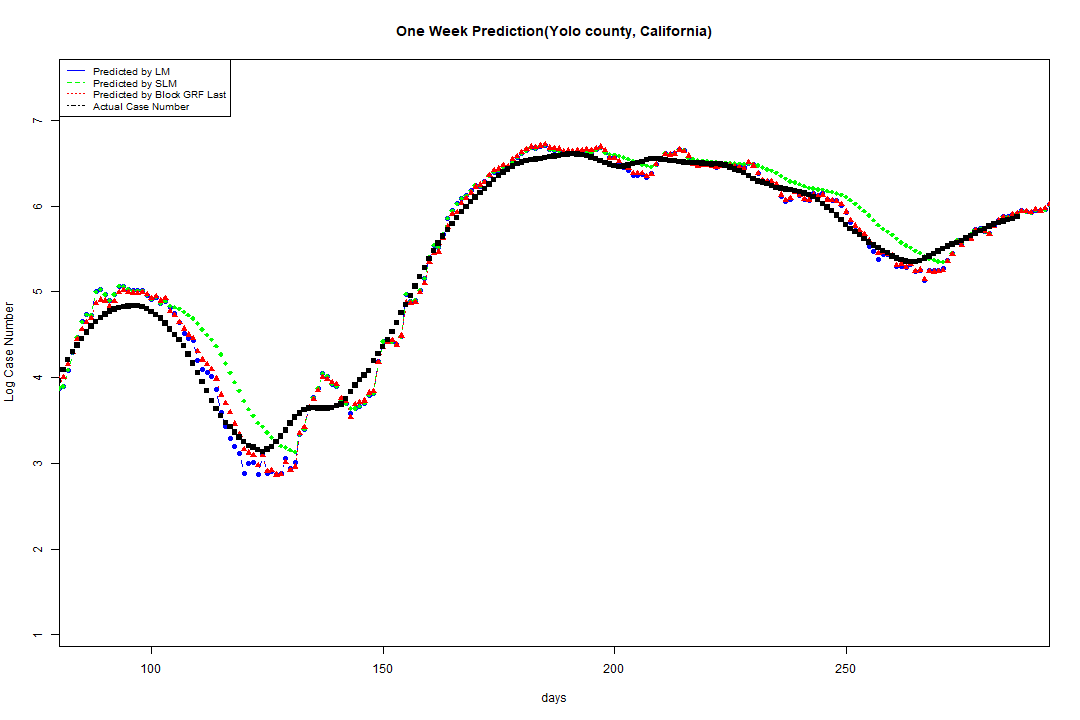 One Week Prediction(Yolo county, California)
Predicted by LM
Predicted by SLM
Predicted by Block GRF Last
Actual Case Number
7
6
5
4
3
2
1
Log Case Number
100 150 200 250
days